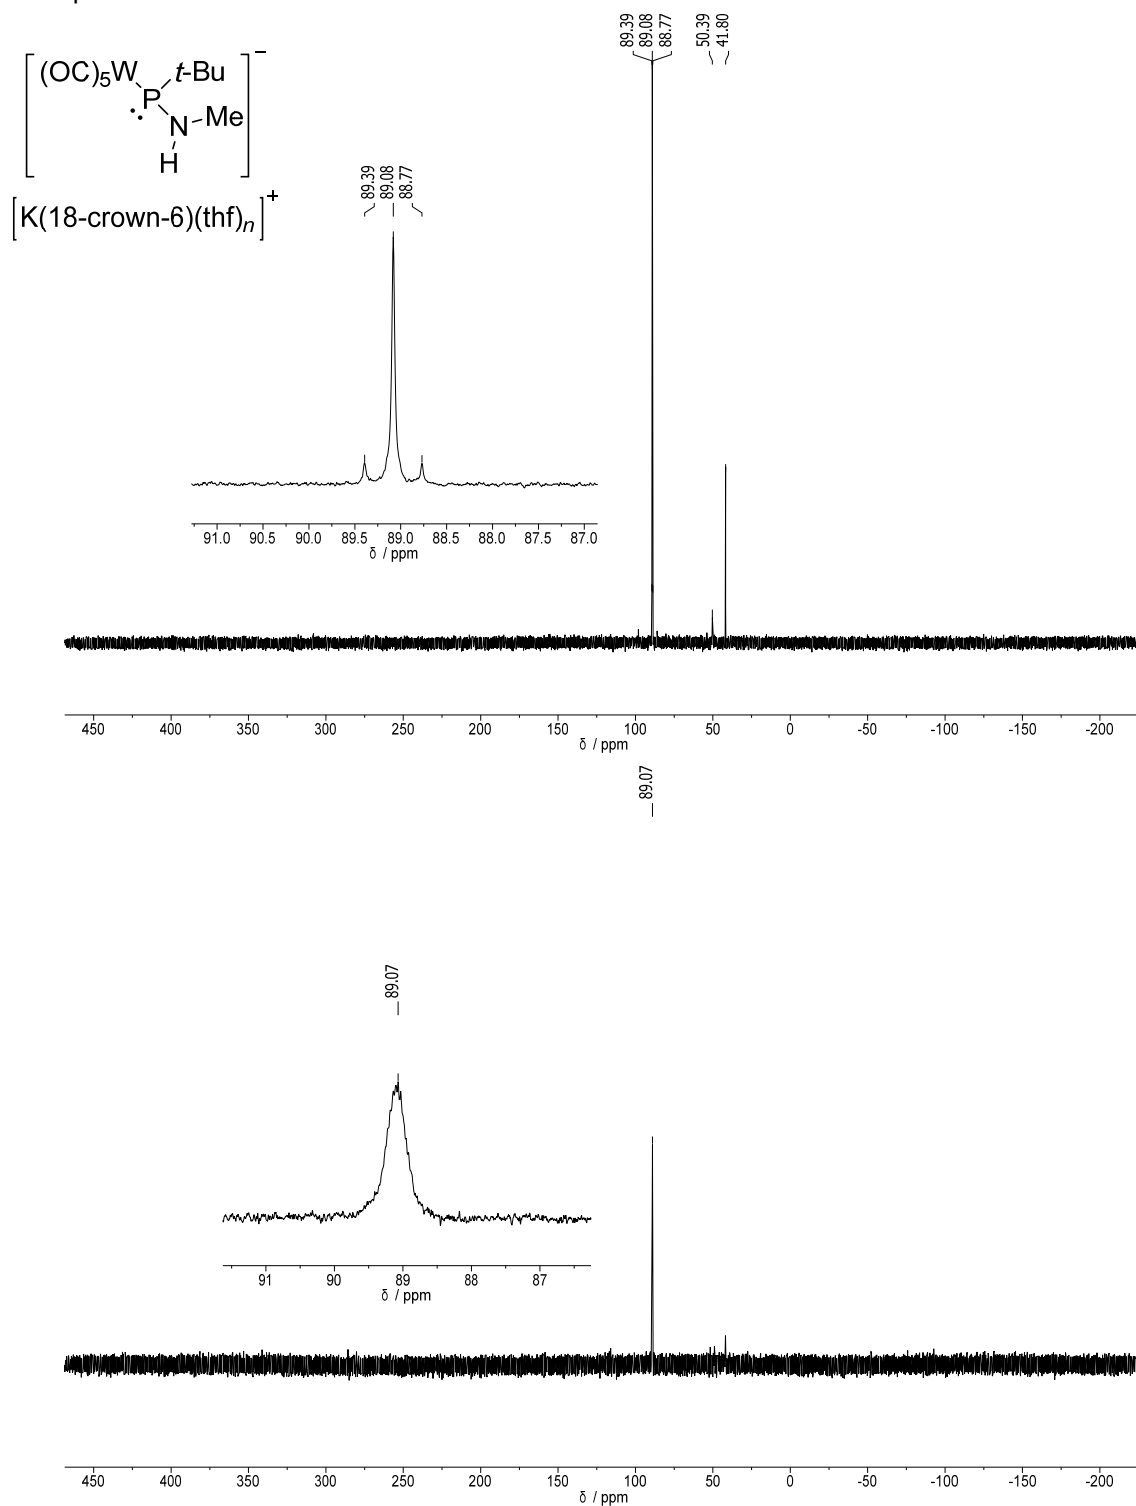 89.39
89.08
88.77
50.39
41.80
[(OC)5W P t-Bu N Me H]−
[K(18-crown-6)(thf)n]+
89.39
89.08
88.77
91.0 90.5 90.0 89.5 89.0 88.5 88.0 87.5 87.0
δ / ppm
450 400 350 300 250 200 150 100 50 0 -50 -100 -150 -200
δ / ppm
89.07
89.07
91 90 89 88 87
δ / ppm
450 400 350 300 250 200 150 100 50 0 -50 -100 -150 -200
δ / ppm